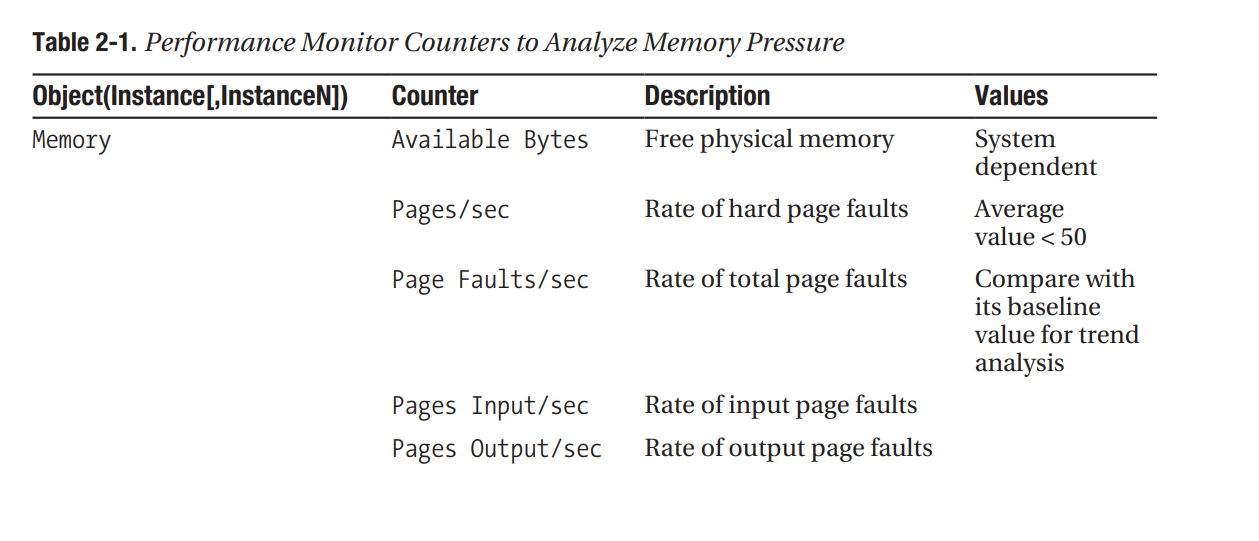 Table 2-1. Performance Monitor Counters to Analyze Memory Pressure
Object(Instance[,InstanceN]) Counter Description Values
Memory Available Bytes Free physical memory System
dependent
Pages/sec Rate of hard page faults Average
value < 50
Page Faults/sec Rate of total page faults Compare with
its baseline
value for trend
analysis
Pages Input/sec Rate of input page faults
Pages Output/sec Rate of output page faults